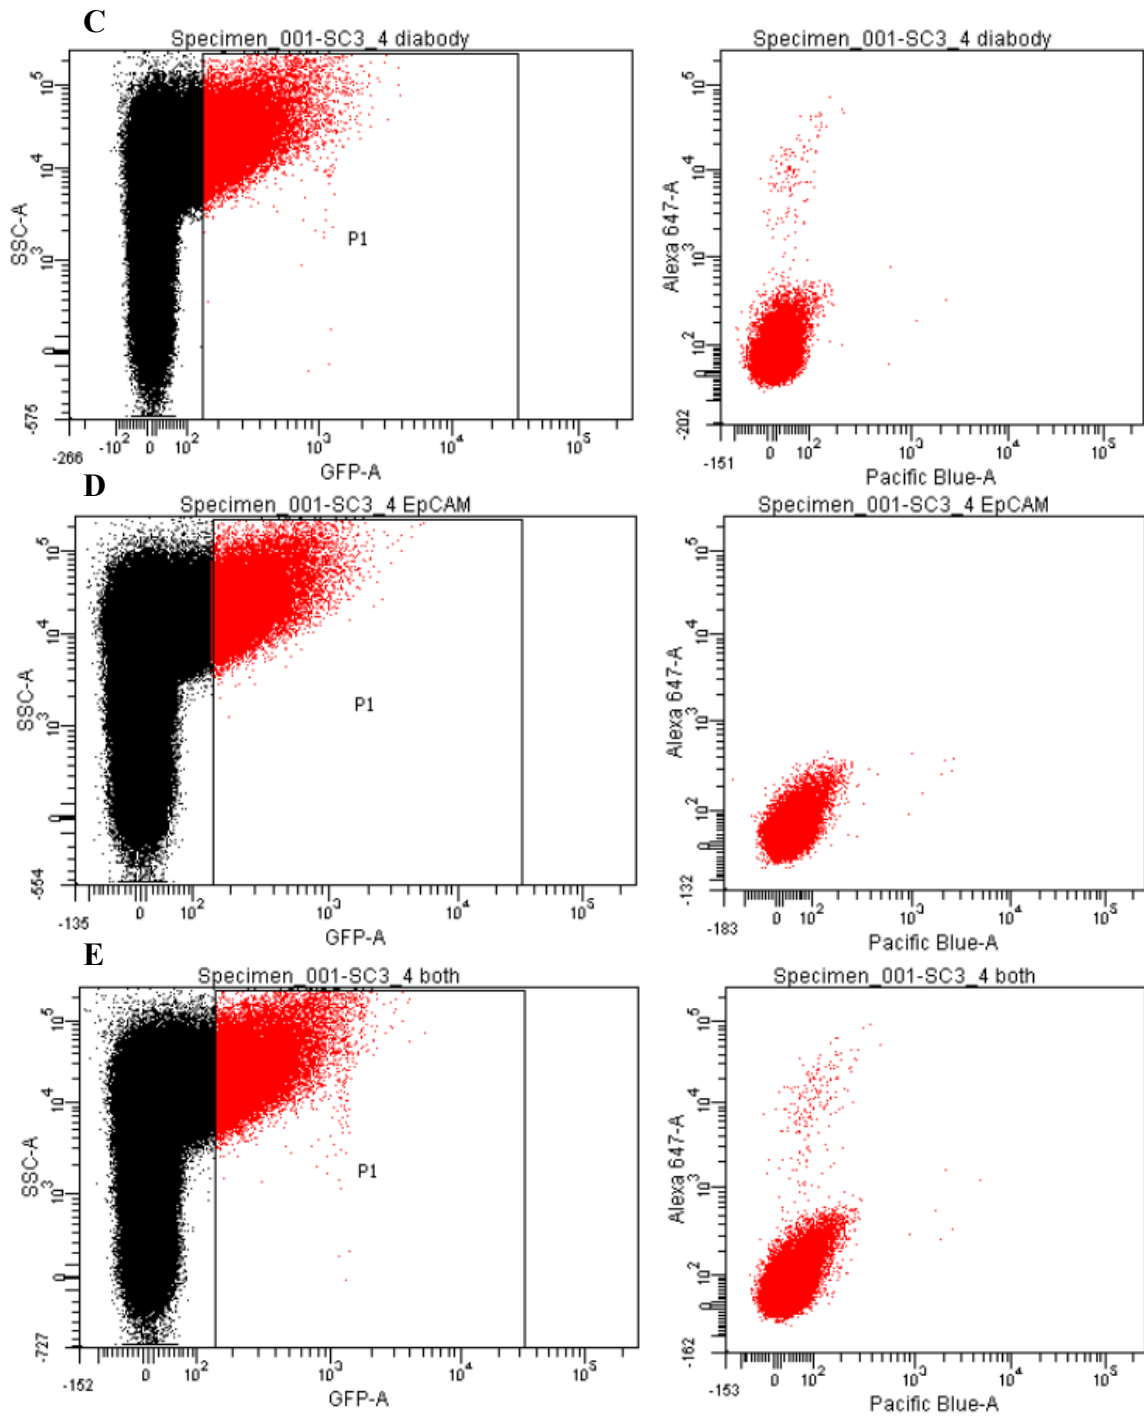 C
Specimen_001-SC3_4 diabody
SSC-A
10^5
10^4
10^3
0
-575
P1
-266
-10^2
0
10^2
10^3
10^4
10^5
GFP-A
Specimen_001-SC3_4 diabody
Alexa 647-A
10^5
10^4
10^3
10^2
0
-202
-151
0
10^2
10^3
10^4
10^5
Pacific Blue-A
D
Specimen_001-SC3_4 EpCAM
SSC-A
10^5
10^4
10^3
0
-554
P1
-135
0
10^2
10^3
10^4
10^5
GFP-A
Specimen_001-SC3_4 EpCAM
Alexa 647-A
10^5
10^4
10^3
10^2
0
-132
-183
0
10^2
10^3
10^4
10^5
Pacific Blue-A
E
Specimen_001-SC3_4 both
SSC-A
10^5
10^4
10^3
0
-727
P1
-152
0
10^2
10^3
10^4
10^5
GFP-A
Specimen_001-SC3_4 both
Alexa 647-A
10^5
10^4
10^3
10^2
0
-162
-153
0
10^2
10^3
10^4
10^5
Pacific Blue-A